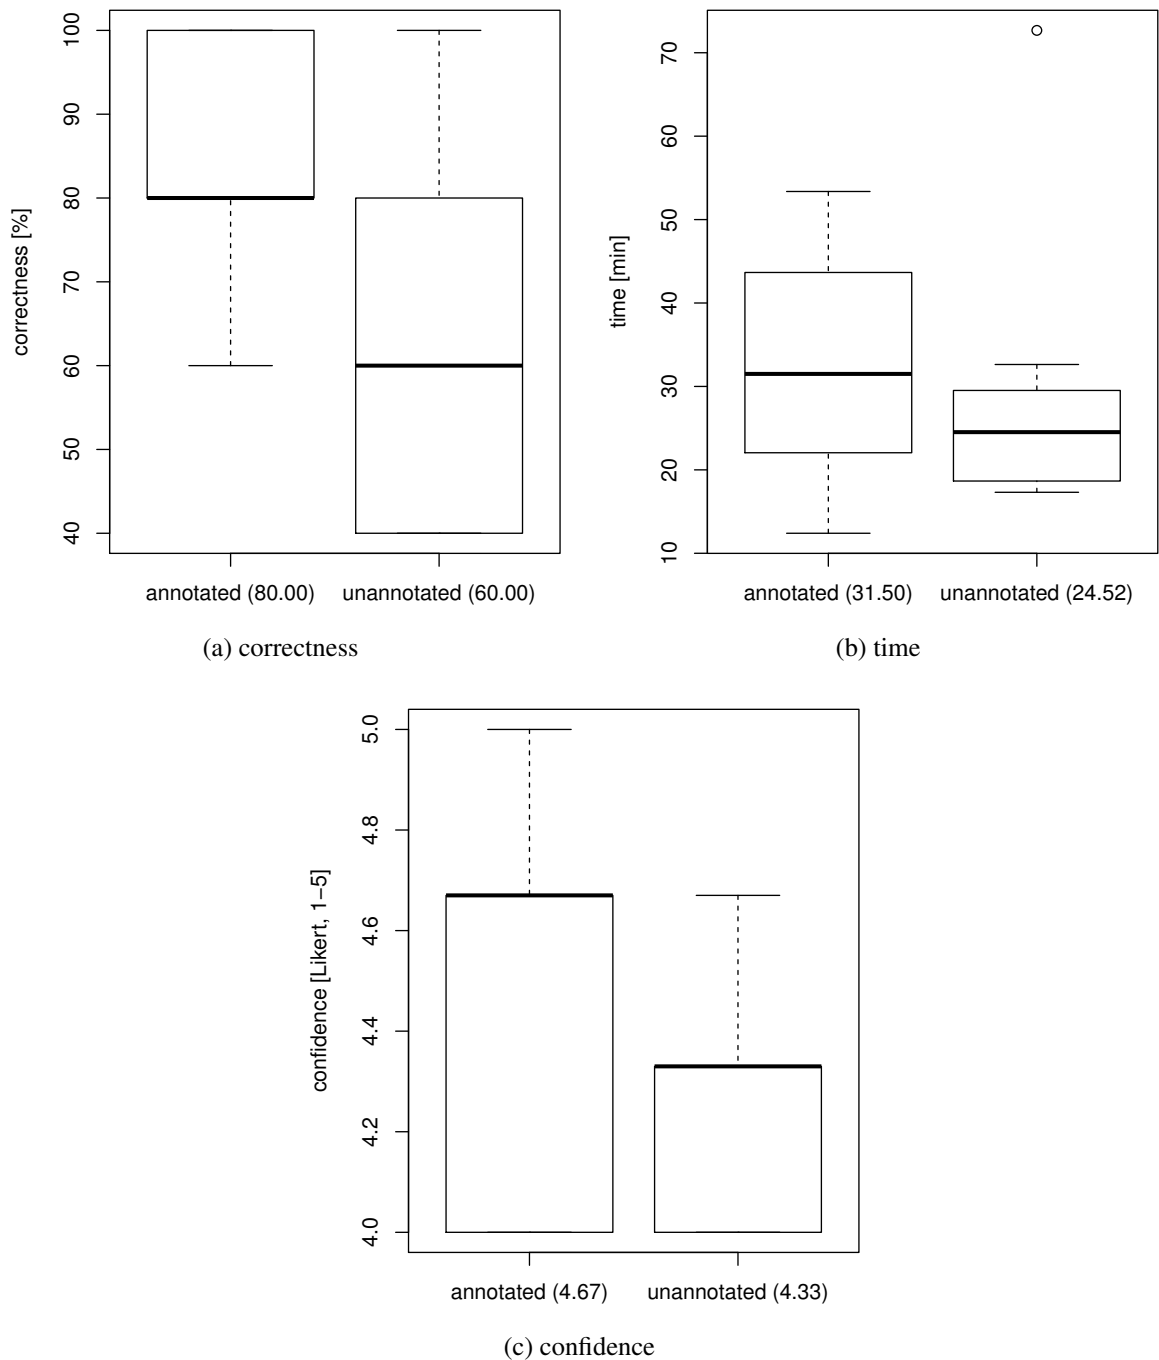 correctness [%]
100
90
80
70
60
50
40
annotated (80.00)
unannotated (60.00)
(a) correctness
time [min]
70
60
50
40
30
20
10
annotated (31.50)
unannotated (24.52)
(b) time
confidence [Likert, 1−5]
5.0
4.8
4.6
4.4
4.2
4.0
annotated (4.67)
unannotated (4.33)
(c) confidence